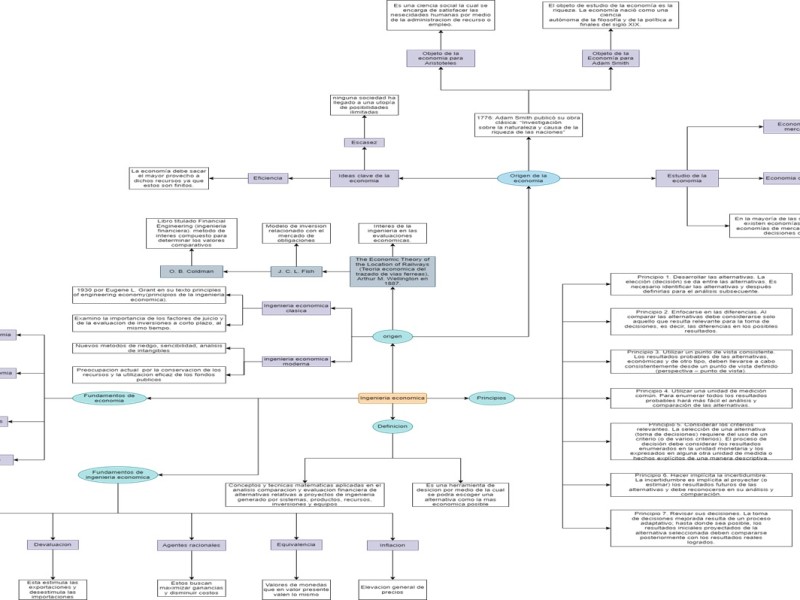 Es una ciencia social la cual se
encarga de satisfacer las
nesecidades humanas por medio
de la administracion de recurso o
empleo.
El objeto de estudio de la economía es la
riqueza. La economía nació como una
ciencia
autónoma de la filosofía y de la política a
finales del siglo XIX
Objeto de la
economia para
Aristoteles
Objeto de la
Economía para
Adam Smith
ninguna sociedad ha
llegado a una utopía
de posibilidades
ilimitadas
1776 Adam Smith publicó su obra
clásica "Investigación
sobre la naturaleza y causa de la
riqueza de las naciones"
Escasez
La economía debe sacar
el mayor provecho a
dichos recursos ya que
estos son finitos.
Eficiencia
Ideas clave de la
economia
Origen de la
economia
Estudio de la
economia
Economía
En la mayoría de las
existen economías
economías de merca
decisiones
Libro titulado Financial
Engineering (ingenieria
financiera). metodo de
interes compuesto para
determinar los valores
comparativos
Modelo de inversion
relacionado con el
mercado de
obligaciones
Interes de la
ingenieria en las
evaluaciones
economicas.
O. B. Goldman
J. C. L. Fish
The Economic Theory of
the Location of Railways
(Teoria economica del
trazado de vias ferreas),
Arthur M. Wellington en
1887.
1930 por Eugene L. Grant en su texto principles
of engineering economy(principios de la ingenieria
economica).
Examino la importancia de los factores de juicio y
de la evaluacion de inversiones a corto plazo, al
mismo tiempo.
Ingenieria economica
clasica
Nuevos metodos de riedgo, sencibilidad, analisis
de intangibles
Preocupacion actual por la conservacion de los
recursos y la utilizacion eficaz de los fondos
publicos
Ingenieria economica
moderna
origen
Fundamentos de
economia
Ingenieria economica
Principios
Definicion
Principio 1. Desarrollar las alternativas. La
elección (decisión) se da entre las alternativas. Es
necesario identificar las alternativas y después
definirlas para el análisis subsecuente.
Principio 2. Enfocarse en las diferencias. Al
comparar las alternativas debe considerarse solo
aquello que resulta relevante para la toma de
decisiones, es decir, las diferencias en los posibles
resultados
Principio 3. Utilizar un punto de vista consistente.
Los resultados probables de las alternativas,
económicas y de otro tipo, deben llevarse a cabo
consistentemente desde un punto de vista definido
(perspectiva – punto de vista).
Principio 4. Utilizar una unidad de medición
común. Para enumerar todos los resultados
probables hará más fácil el análisis y
comparación de las alternativas.
Principio 5. Considerar los criterios
relevantes. La selección de una alternativa
(toma de decisiones) requiere del uso de un
criterio (o de varios criterios). El proceso de
decisión debe considerar los resultados
enumerados en la unidad monetaria y los
expresados en alguna otra unidad de medida o
hechos explícitos de una manera descriptiva.
Principio 6. Hacer implícita la incertidumbre.
La incertidumbre es implícita al proyectar (o
estimar) los resultados futuros de las
alternativas y debe reconocerse en su análisis y
comparación.
Principio 7. Revisar sus decisiones. La toma
de decisiones mejorada resulta de un proceso
adaptativo; hasta donde sea posible, los
resultados iniciales proyectados de la
alternativa seleccionada deben compararse
posteriormente con los resultados reales
logrados.
Fundamentos de
ingenieria economica
Conceptos y tecnicas matematicas aplicadas en el
analisis comparacion y evaluacion financiera de
alternativas relativas a proyectos de ingenieria
generado por sistemas, productos, recursos,
inversiones y equipos
Es una herramienta de
desicion por medio de la cual
se podra escoger una
alternativa como la mas
economica posible
Devaluacion
Agentes racionales
Equivalencia
Inflacion
Esta estimula las
exportaciones y
desestimula las
importaciones
Estos buscan
maximizar ganancias
y disminuir costos
Valores de monedas
que en valor presente
valen lo mismo
Elevacion general de
precios